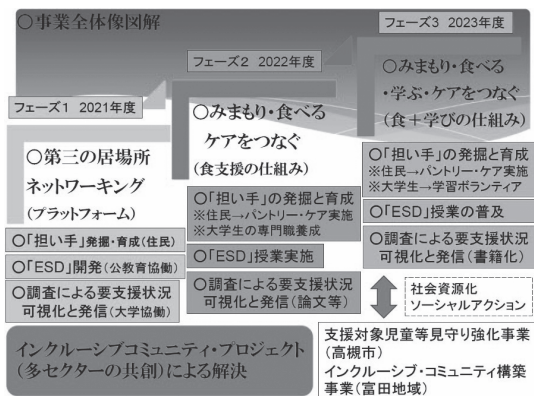 〇事業全体像図解
フェーズ1 2021年度
〇第三の居場所
ネットワーキング
(プラットフォーム)
〇「担い手」発掘・育成(住民)
〇「ESD」開発(公教育協働)
〇調査による要支援状況
可視化と発信(大学協働)
フェーズ2 2022年度
〇みまもり・食べる
ケアをつなぐ
(食支援の仕組み)
〇「担い手」の発掘と育成
※住民→パントリー・ケア実施
※大学生の専門職養成
〇「ESD」授業実施
〇調査による要支援状況
可視化と発信(論文等)
フェーズ3 2023年度
〇みまもり・食べる
・学ぶ・ケアをつなぐ
(食+学びの仕組み)
〇「担い手」の発掘と育成
※住民→パントリー・ケア実施
※大学生→学習ボランティア
〇「ESD」授業の普及
〇調査による要支援状況
可視化と発信(書籍化)
社会資源化
ソーシャルアクション
インクルーシブコミュニティ・プロジェクト
(多セクターの共創)による解決
支援対象児童等見守り強化事業
(高槻市)
インクルーシブ・コミュニティ構築
事業(富田地域)